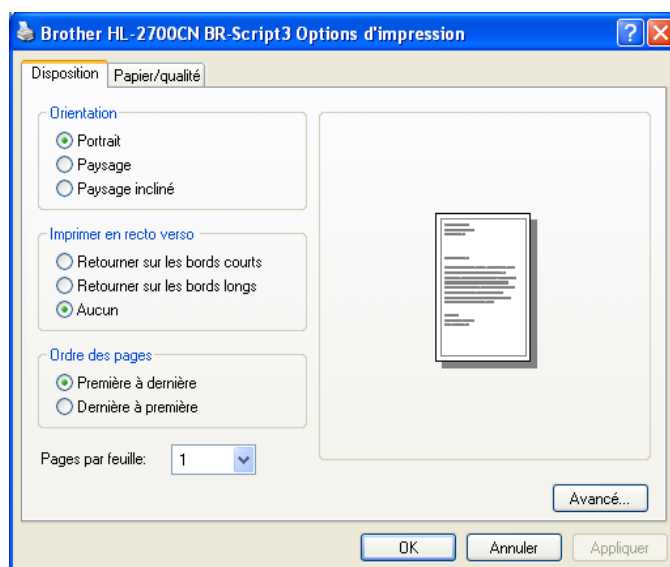 Brother HL-2700CN BR-Script3 Options d'impression
Disposition
Papier/qualité
Orientation
Portrait
Paysage
Paysage incliné
Imprimer en recto verso
Retourner sur les bords courts
Retourner sur les bords longs
Aucun
Ordre des pages
Première à dernière
Dernière à première
Pages par feuille: 1
Avancé...
OK Annuler Appliquer